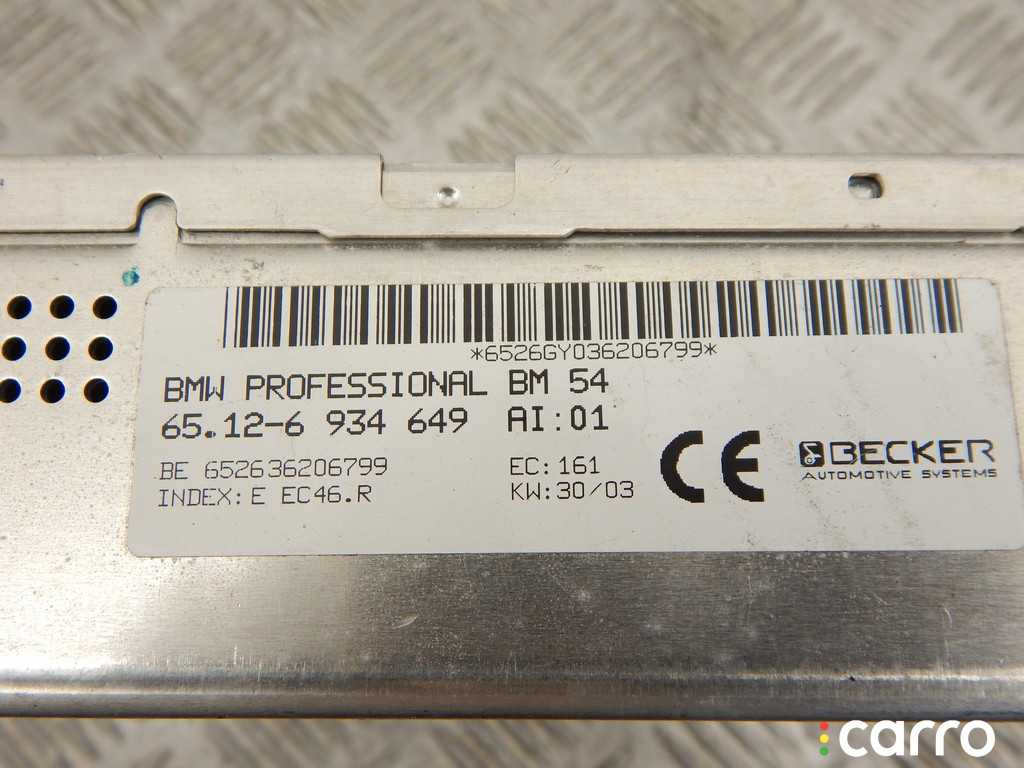 *6526GY036206799*
BMW PROFESSIONAL BM 54
65.12-6 934 649 AI:01
BE 652636206799 EC:161
INDEX:E EC46.R KW:30/03
CE
BECKER
AUTOMOTIVE SYSTEMS
carro